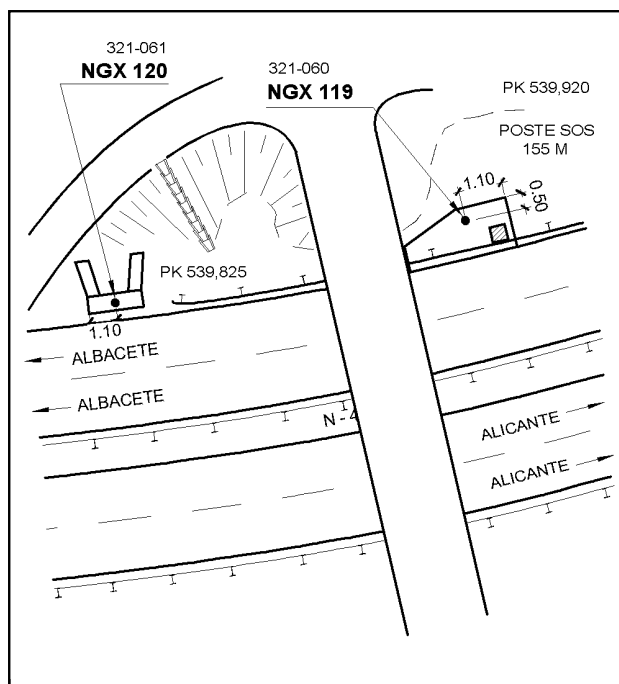 321-061
NGX 120
321-060
NGX 119
PK 539,920
POSTE SOS
155 M
1.10
0.50
PK 539,825
1.10
ALBACETE
ALBACETE
N-4
ALICANTE
ALICANTE